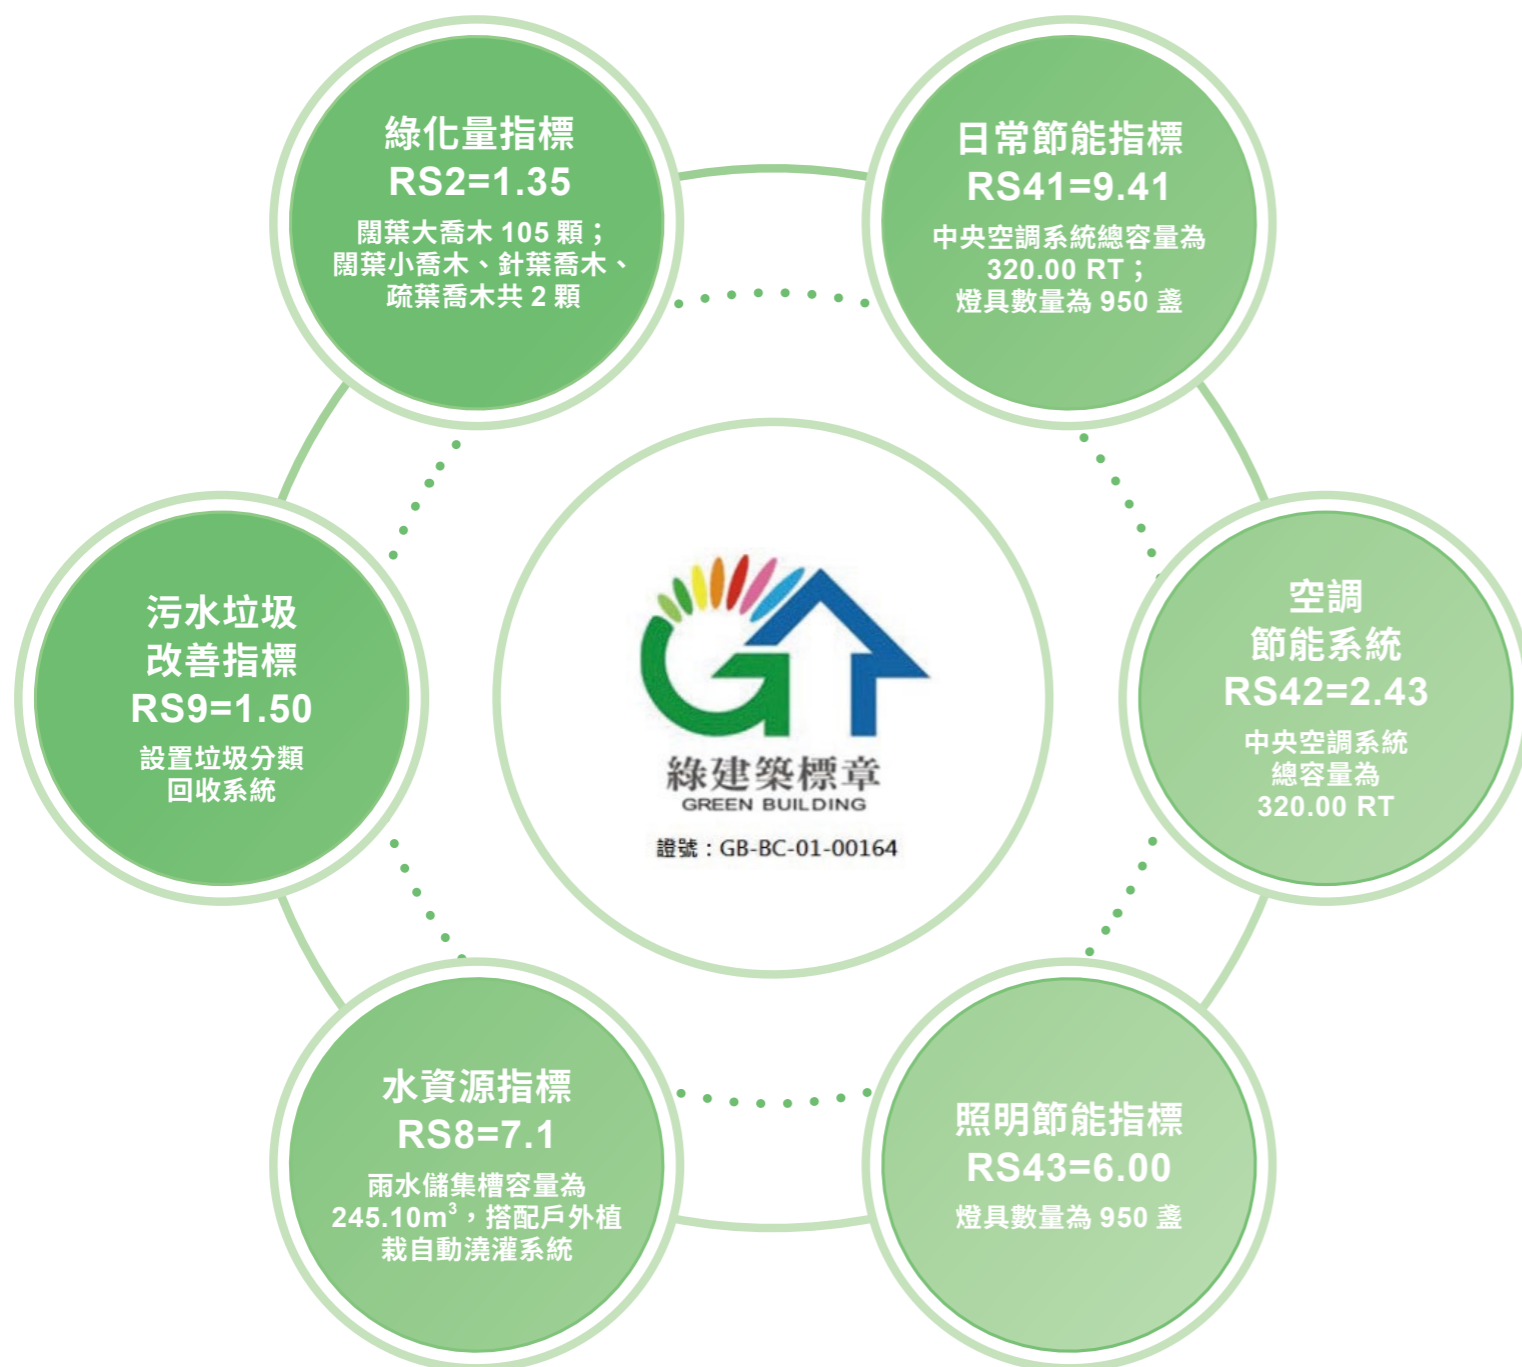 綠化量指標
RS2=1.35
闊葉大喬木 105 顆；
闊葉小喬木、針葉喬木、
疏葉喬木共 2 顆
日常節能指標
RS41=9.41
中央空調系統總容量為
320.00 RT；
燈具數量為 950 盞
污水垃圾
改善指標
RS9=1.50
設置垃圾分類
回收系統
綠建築標章
GREEN BUILDING
證號：GB-BC-01-00164
空調
節能系統
RS42=2.43
中央空調系統
總容量為
320.00 RT
水資源指標
RS8=7.1
雨水儲集槽容量為
245.10m³，搭配戶外植
栽自動澆灌系統
照明節能指標
RS43=6.00
燈具數量為 950 盞